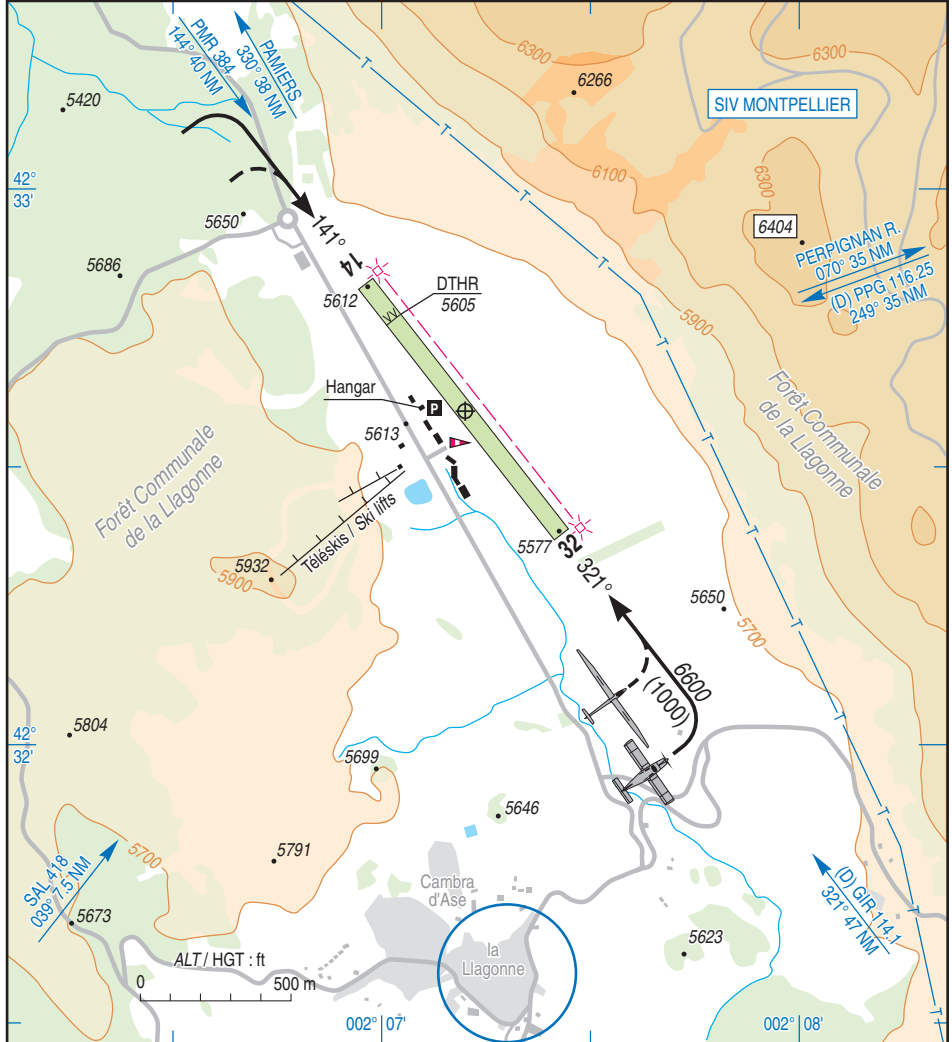 PMR 384
144° 40 NM
PAMIERS
330° 38 NM
6300
6300
6266
5420
SIV MONTPELLIER
42°
33'
6100
6300
5650
141°
6404
PERPIGNAN R.
070° 35 NM
(D) PPG 116.25
249° 35 NM
5686
14
5612
DTHR
5605
5900
Hangar
P
5613
Forêt Communale
de la Llagonne
Forêt Communale
de la Llagonne
Téléskis / Ski lifts
5577
32
321°
5932
5900
5650
5700
6600
(1000)
5804
42°
32'
5699
5646
5700
5791
SAL 418
039° 7.5 NM
5673
Cambra
d'Ase
(D) GIR 114.1
321° 47 NM
5623
la
Llagonne
ALT / HGT : ft
0 500 m
002° 07'
002° 08'
T
T
T
T
T
T
T
T
T
T
T